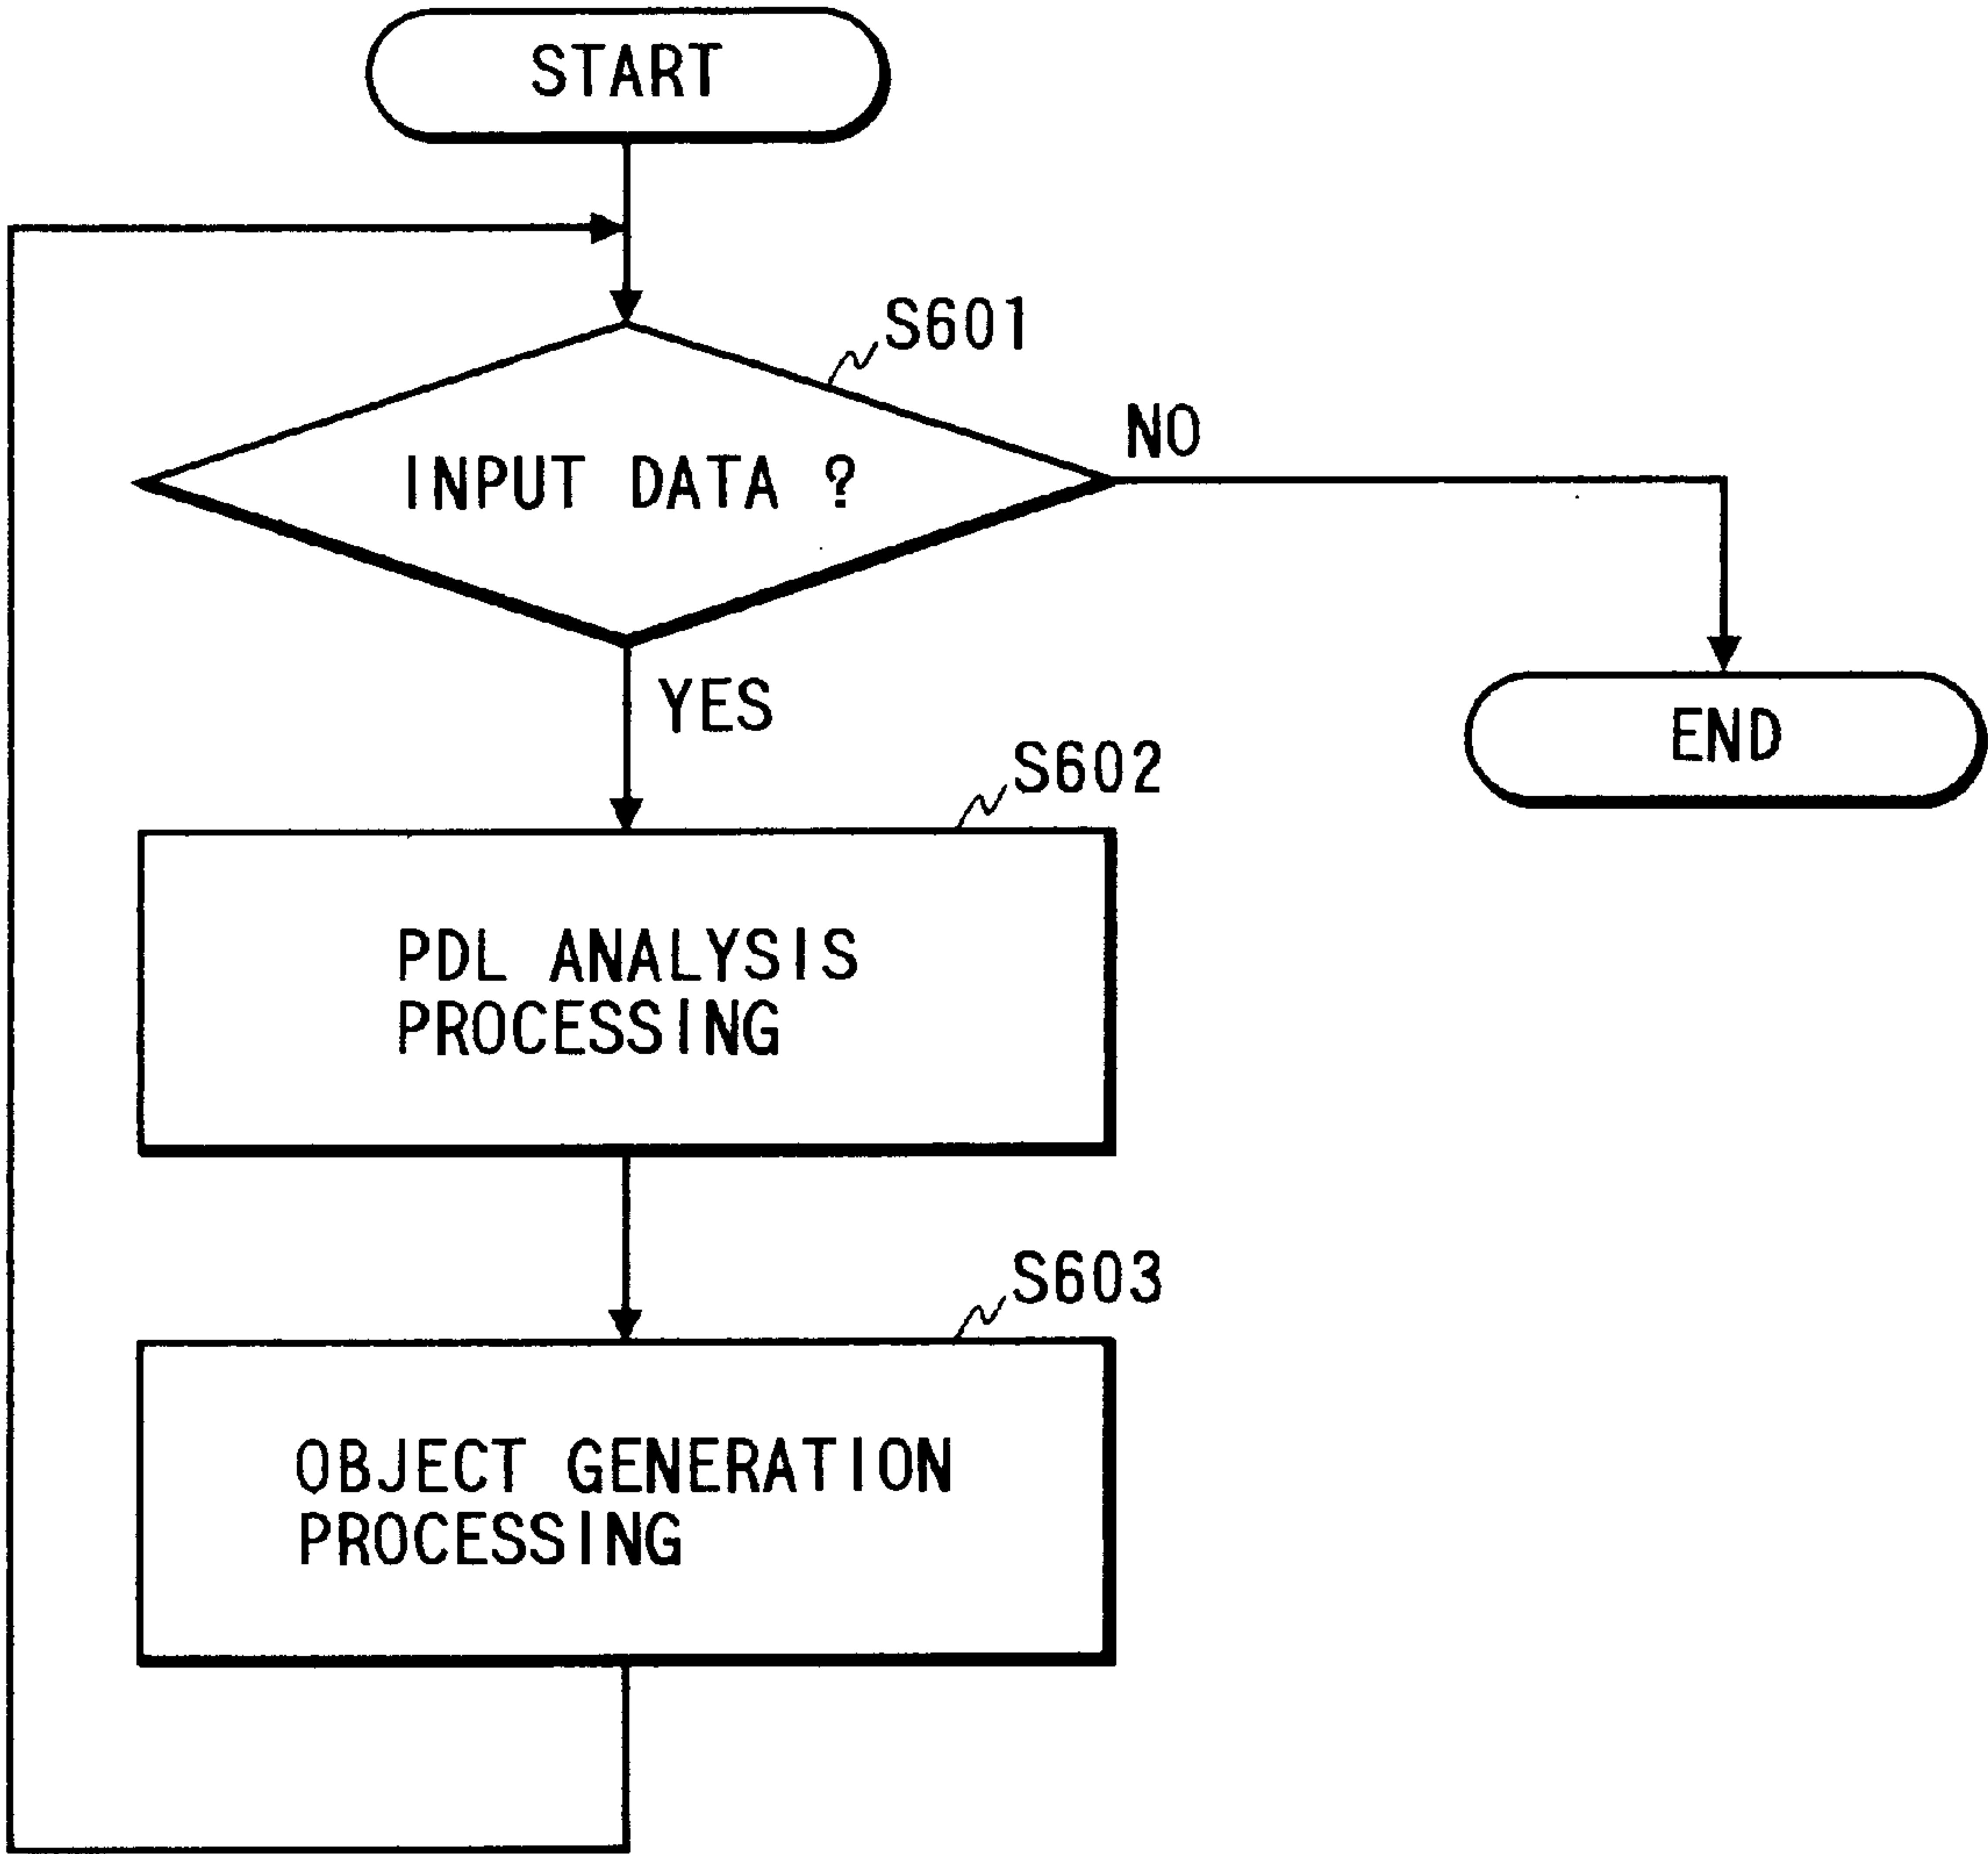 START
S601
INPUT DATA ?
NO
YES
END
S602
PDL ANALYSIS
PROCESSING
S603
OBJECT GENERATION
PROCESSING